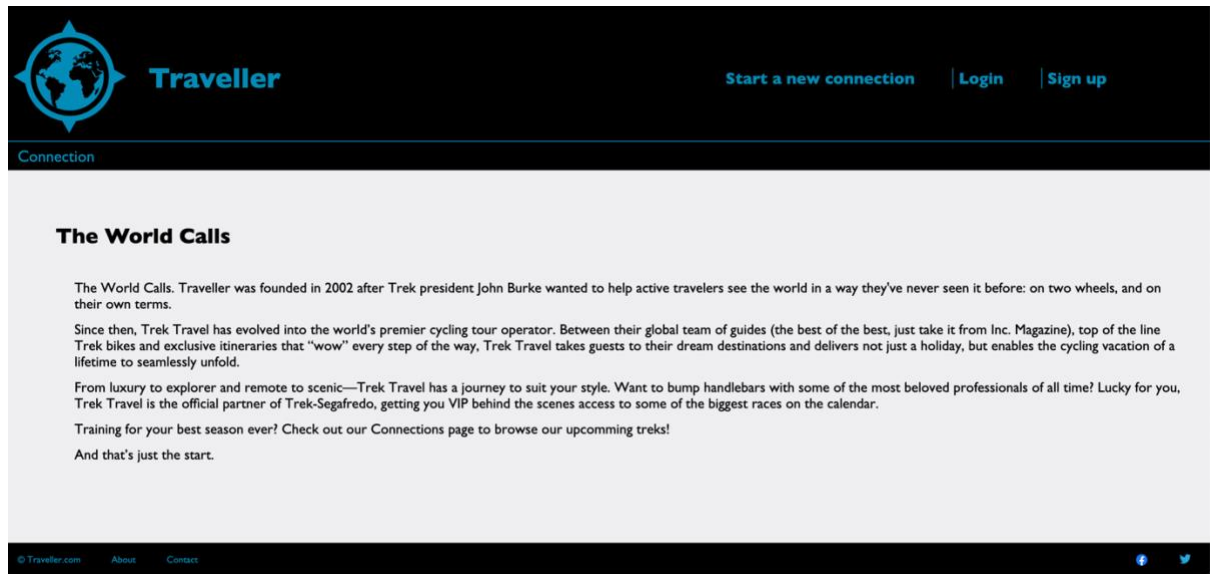 Traveller
Start a new connection
Login
Sign up
Connection
The World Calls
The World Calls. Traveller was founded in 2002 after Trek president John Burke wanted to help active travelers see the world in a way they've never seen it before: on two wheels, and on
their own terms.
Since then, Trek Travel has evolved into the world's premier cycling tour operator. Between their global team of guides (the best of the best, just take it from Inc. Magazine), top of the line
Trek bikes and exclusive itineraries that “wow” every step of the way, Trek Travel takes guests to their dream destinations and delivers not just a holiday, but enables the cycling vacation of a
lifetime to seamlessly unfold.
From luxury to explorer and remote to scenic—Trek Travel has a journey to suit your style. Want to bump handlebars with some of the most beloved professionals of all time? Lucky for you,
Trek Travel is the official partner of Trek-Segafredo, getting you VIP behind the scenes access to some of the biggest races on the calendar.
Training for your best season ever? Check out our Connections page to browse our upcomming treks!
And that's just the start.
© Traveller.com
About
Contact